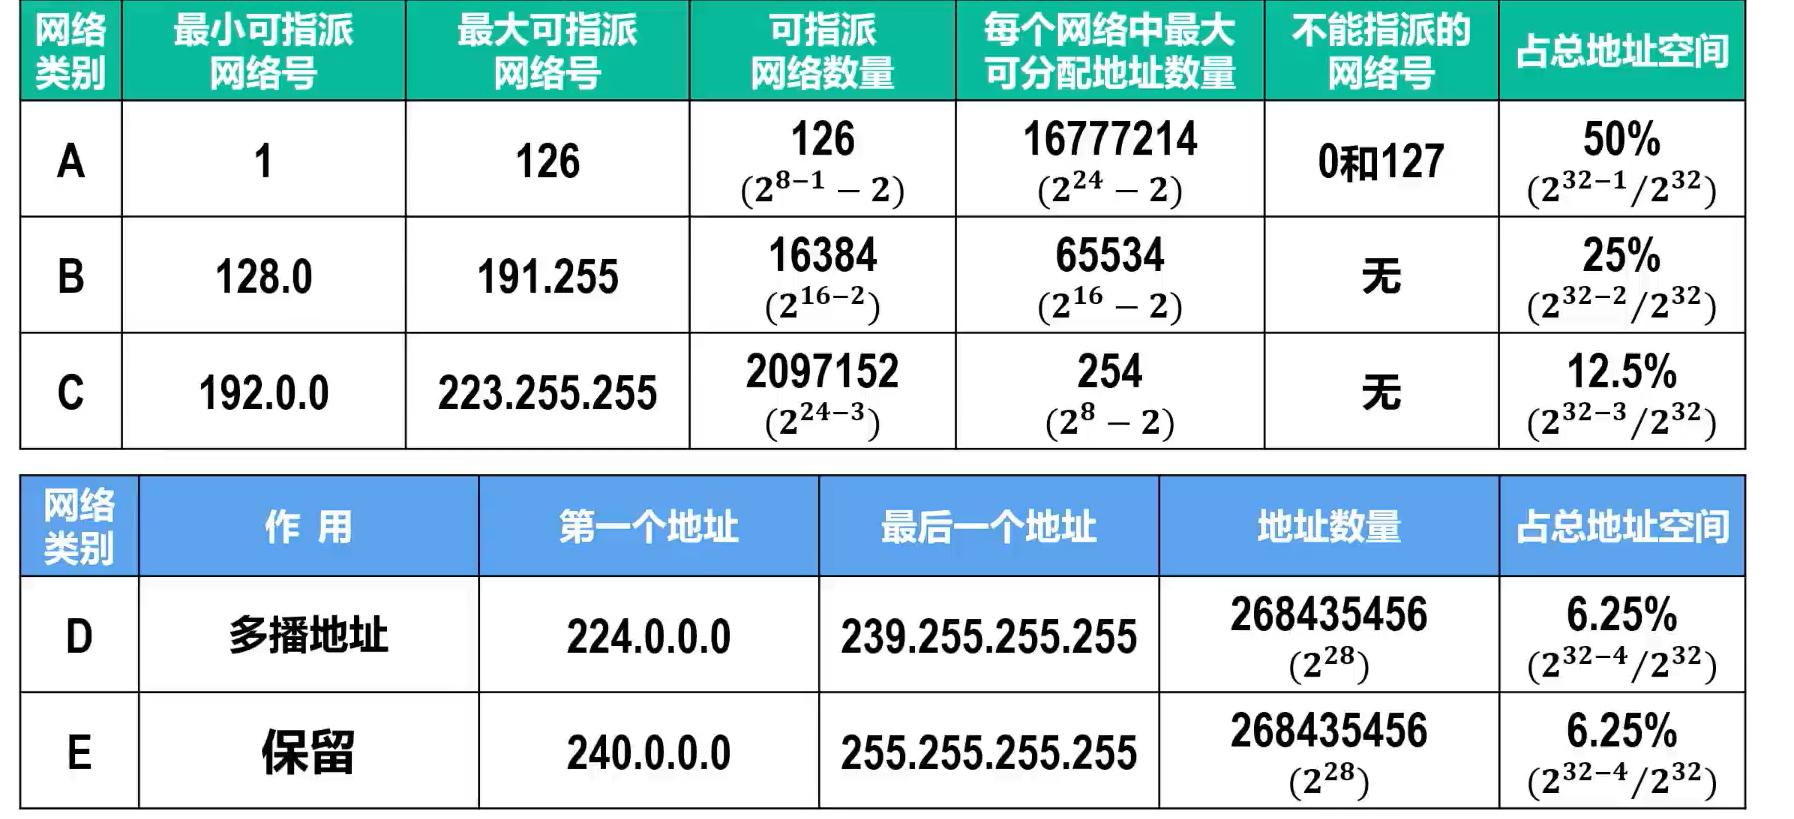 网络类别 最小可指派网络号 最大可指派网络号 可指派网络数量 每个网络中最大可分配地址数量 不能指派的网络号 占总地址空间
A 1 126 126 (2^{8-1} - 2) 16777214 (2^{24} - 2) 0和127 50% (2^{32-1}/2^{32})
B 128.0 191.255 16384 (2^{16-2}) 65534 (2^{16} - 2) 无 25% (2^{32-2}/2^{32})
C 192.0.0 223.255.255 2097152 (2^{24-3}) 254 (2^{8} - 2) 无 12.5% (2^{32-3}/2^{32})
网络类别 作 用 第一个地址 最后一个地址 地址数量 占总地址空间
D 多播地址 224.0.0.0 239.255.255.255 268435456 (2^{28}) 6.25% (2^{32-4}/2^{32})
E 保留 240.0.0.0 255.255.255.255 268435456 (2^{28}) 6.25% (2^{32-4}/2^{32})